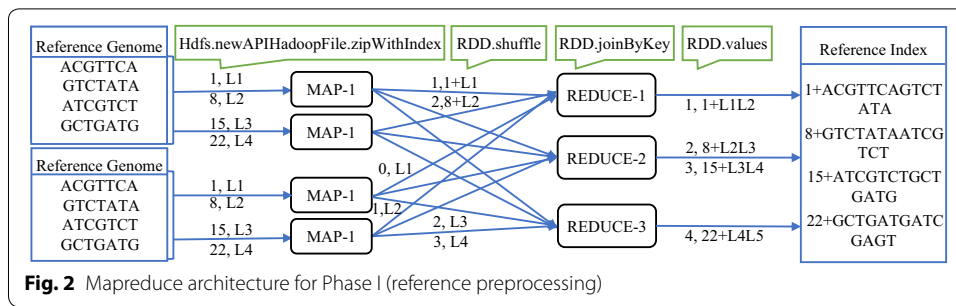 Hdfs.newAPIHadoopFile.zipWithIndex
RDD.shuffle
RDD.joinByKey
RDD.values
Reference Genome
ACGTTCA
GTCTATA
ATCGTCT
GCTGATG
1, L1
8, L2
15, L3
22, L4
MAP-1
MAP-1
Reference Genome
ACGTTCA
GTCTATA
ATCGTCT
GCTGATG
1, L1
8, L2
15, L3
22, L4
MAP-1
MAP-1
1,1+L1
2,8+L2
0, L1
1,L2
2, L3
3, L4
REDUCE-1
REDUCE-2
REDUCE-3
1, 1+L1L2
2, 8+L2L3
3, 15+L3L4
4, 22+L4L5
Reference Index
1+ACGTTCAGTCT
ATA
8+GTCTATAATCG
TCT
15+ATCGTCTGCT
GATG
22+GCTGATGATC
GAGT
Fig. 2 Mapreduce architecture for Phase I (reference preprocessing)